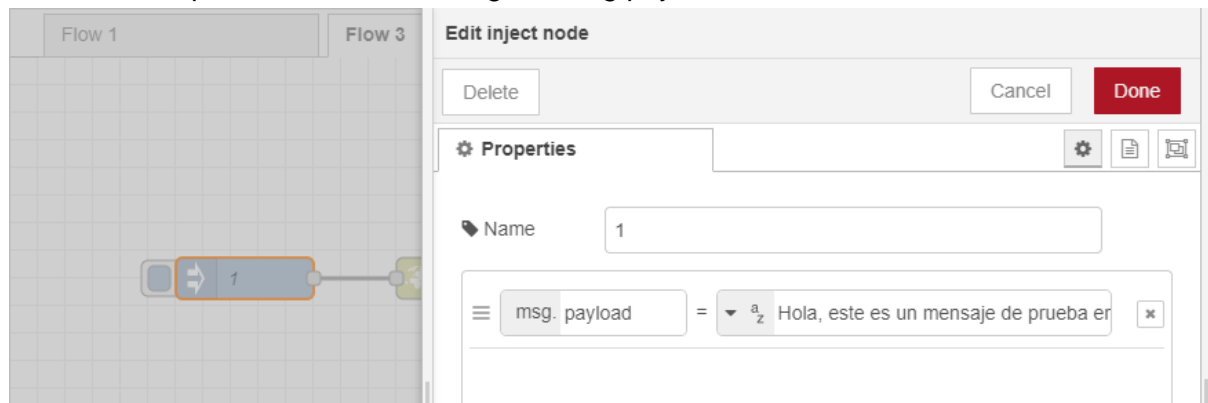 Flow 1
Flow 3
Edit inject node
Delete
Cancel
Done
Properties
Name
1
1
msg. payload = a z Hola, este es un mensaje de prueba er